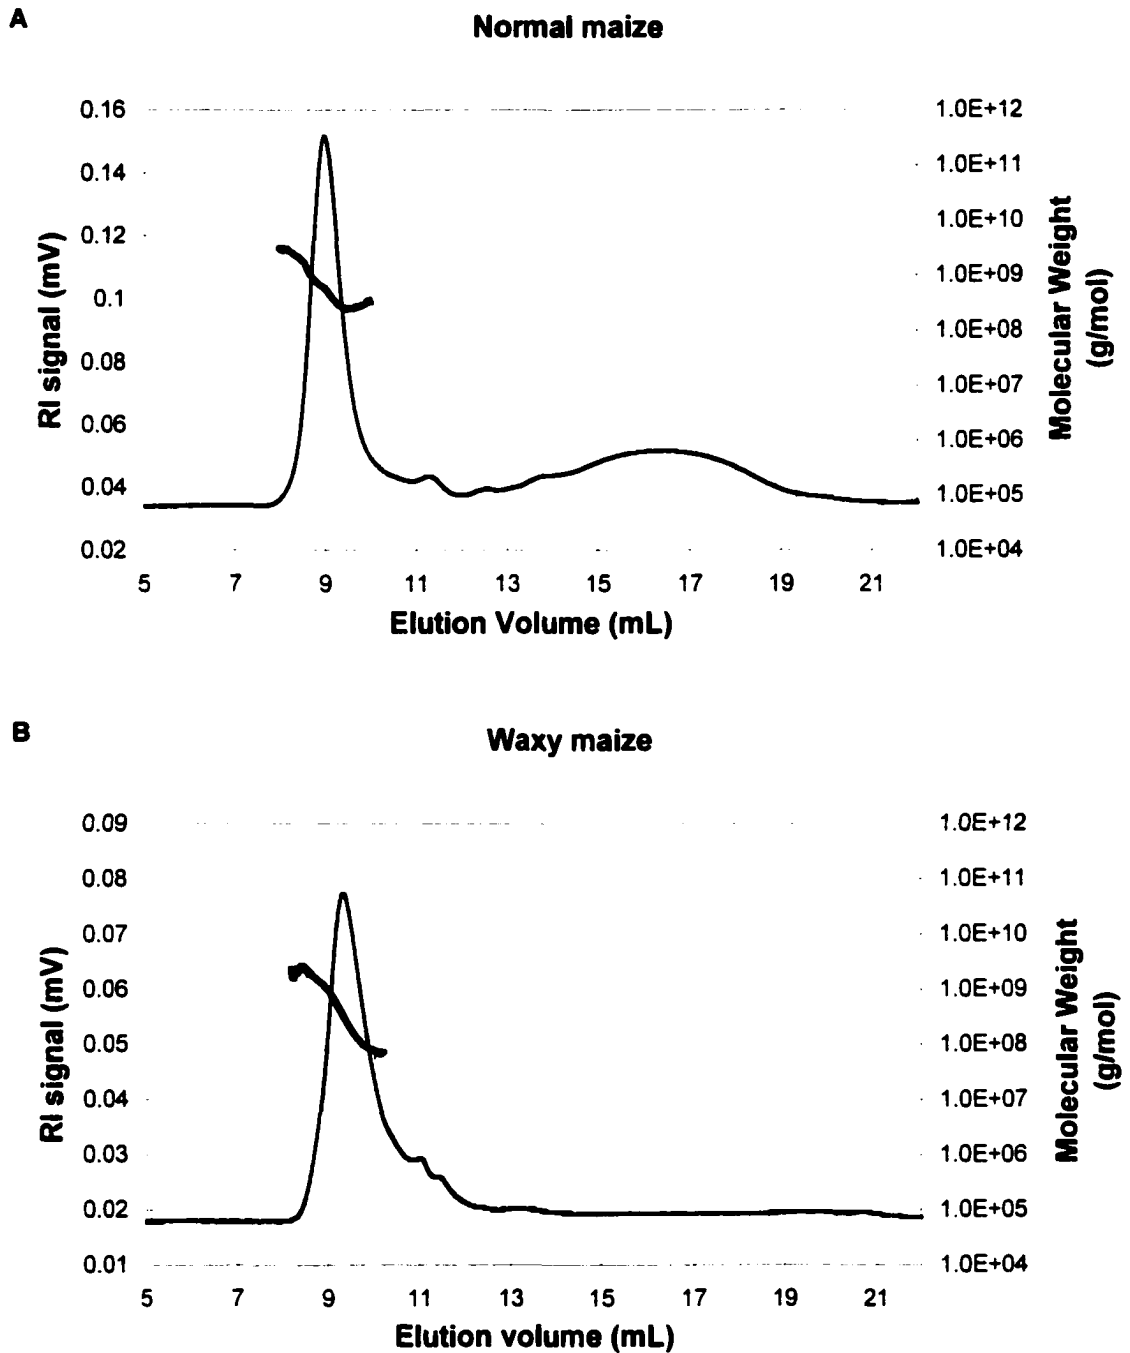 A
Normal maize
0.16
0.14
0.12
0.1
0.08
0.06
0.04
0.02
RI signal (mV)
1.0E+12
1.0E+11
1.0E+10
1.0E+09
1.0E+08
1.0E+07
1.0E+06
1.0E+05
1.0E+04
Molecular Weight
(g/mol)
5 7 9 11 13 15 17 19 21
Elution Volume (mL)
B
Waxy maize
0.09
0.08
0.07
0.06
0.05
0.04
0.03
0.02
0.01
RI signal (mV)
1.0E+12
1.0E+11
1.0E+10
1.0E+09
1.0E+08
1.0E+07
1.0E+06
1.0E+05
1.0E+04
Molecular Weight
(g/mol)
5 7 9 11 13 15 17 19 21
Elution volume (mL)